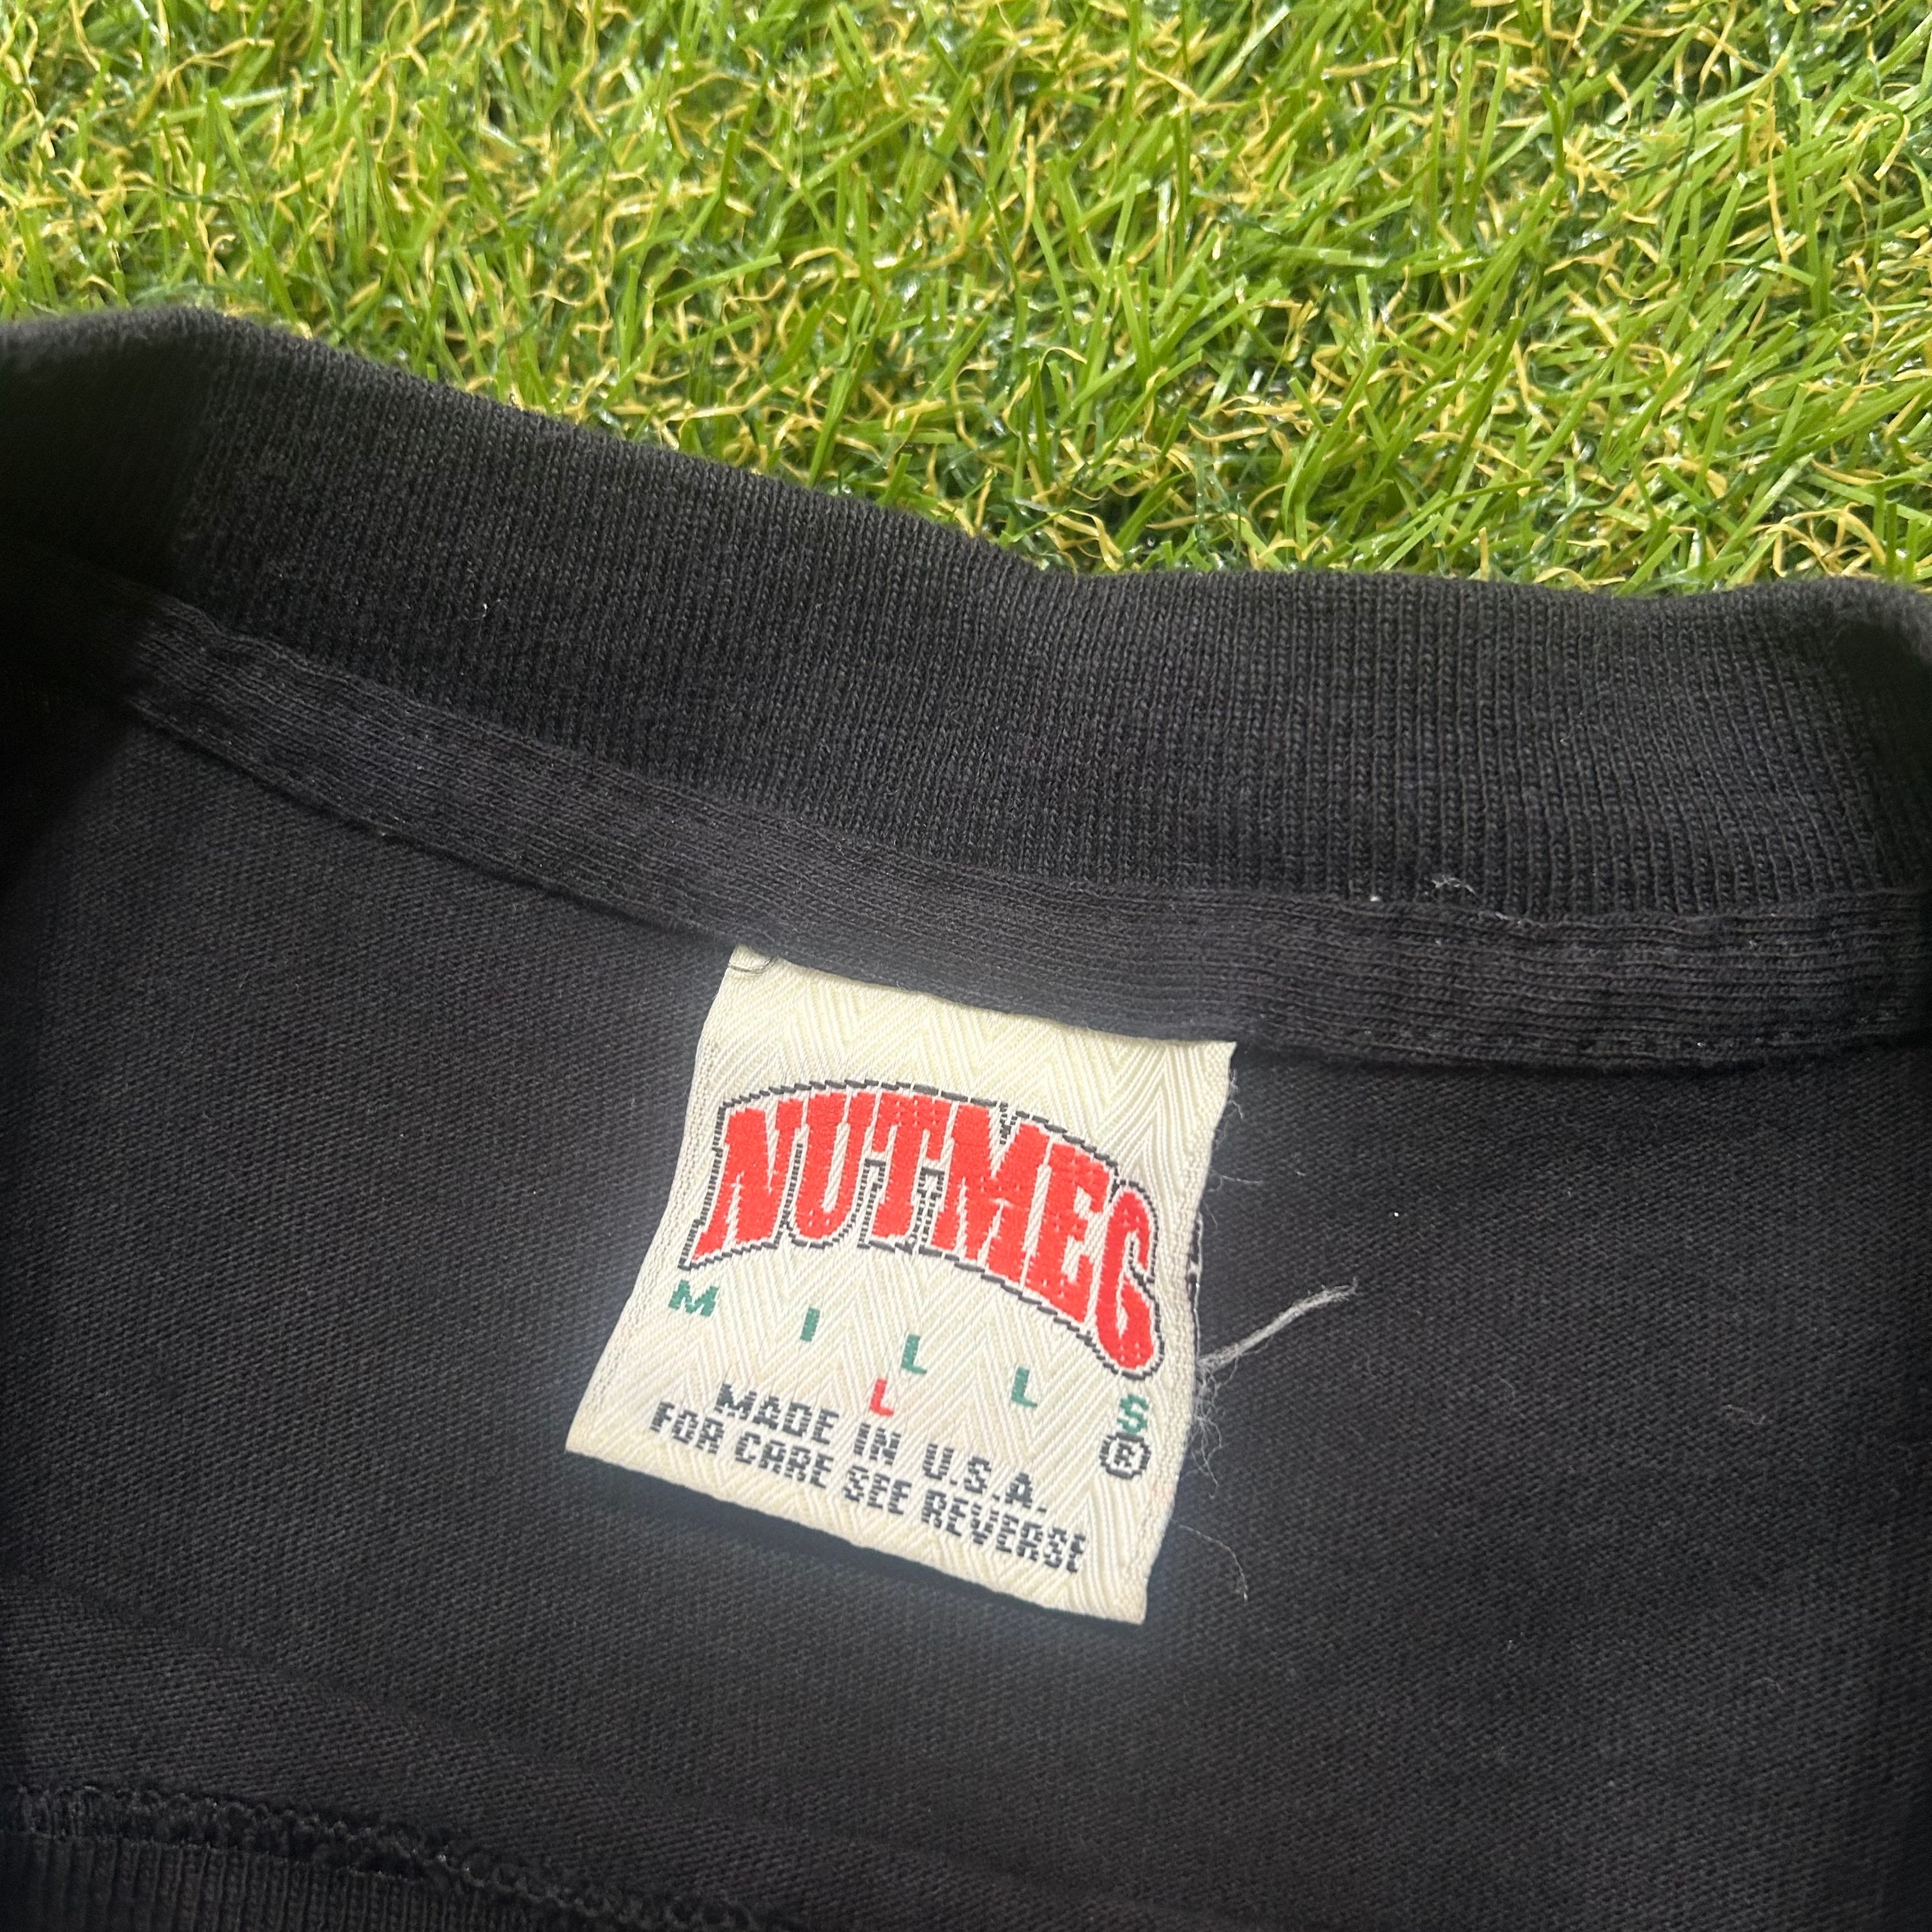 NUTMEG
MILLS
®
L
MADE IN U.S.A.
FOR CARE SEE REVERSE